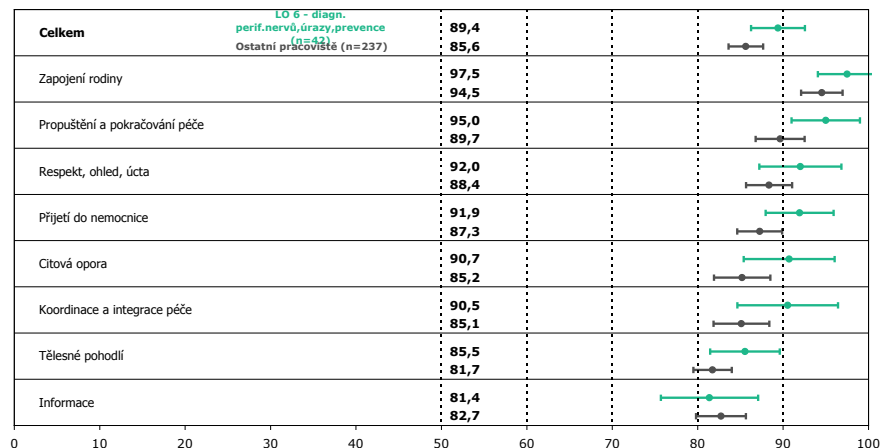 LO 6 - diagn.
perif.nervů,úrazy,prevence
(n=42)
Celkem 89,4
Ostatní pracoviště (n=237) 85,6
Zapojení rodiny 97,5
94,5
Propuštění a pokračování péče 95,0
89,7
Respekt, ohled, úcta 92,0
88,4
Přijetí do nemocnice 91,9
87,3
Citová opora 90,7
85,2
Koordinace a integrace péče 90,5
85,1
Tělesné pohodlí 85,5
81,7
Informace 81,4
82,7
0 10 20 30 40 50 60 70 80 90 100